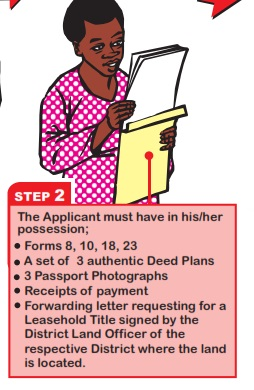 STEP 2
The Applicant must have in his/her
possession;
● Forms 8, 10, 18, 23
● A set of  3 authentic Deed Plans
● 3 Passport Photographs
● Receipts of payment
● Forwarding letter requesting for a
Leasehold Title signed by the
District Land Officer of the
respective District where the land
is located.